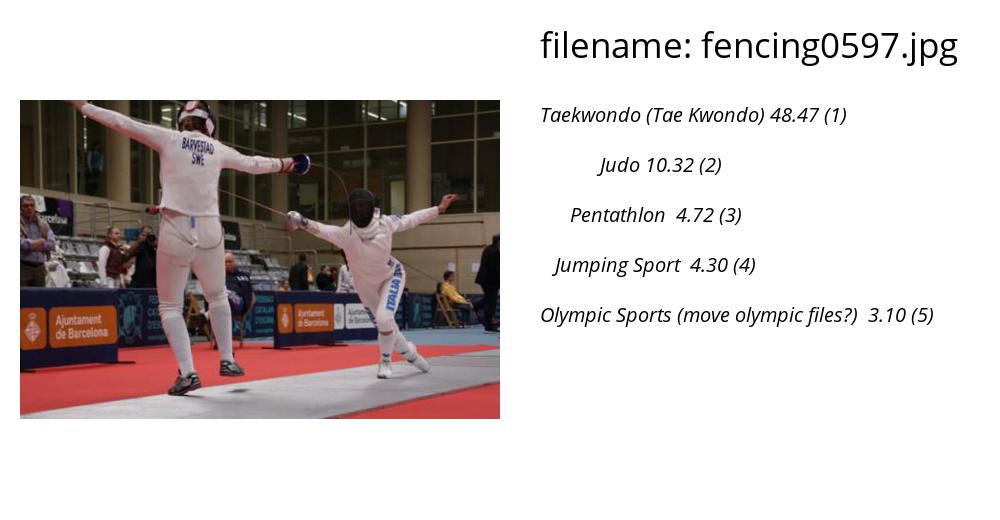 filename: fencing0597.jpg
Taekwondo (Tae Kwondo) 48.47 (1)
Judo 10.32 (2)
Pentathlon 4.72 (3)
Jumping Sport 4.30 (4)
Olympic Sports (move olympic files?) 3.10 (5)
BARVESTAD
SWE
ITALIA
Ajuntament
de Barcelona
Ajuntament
de Barcelona